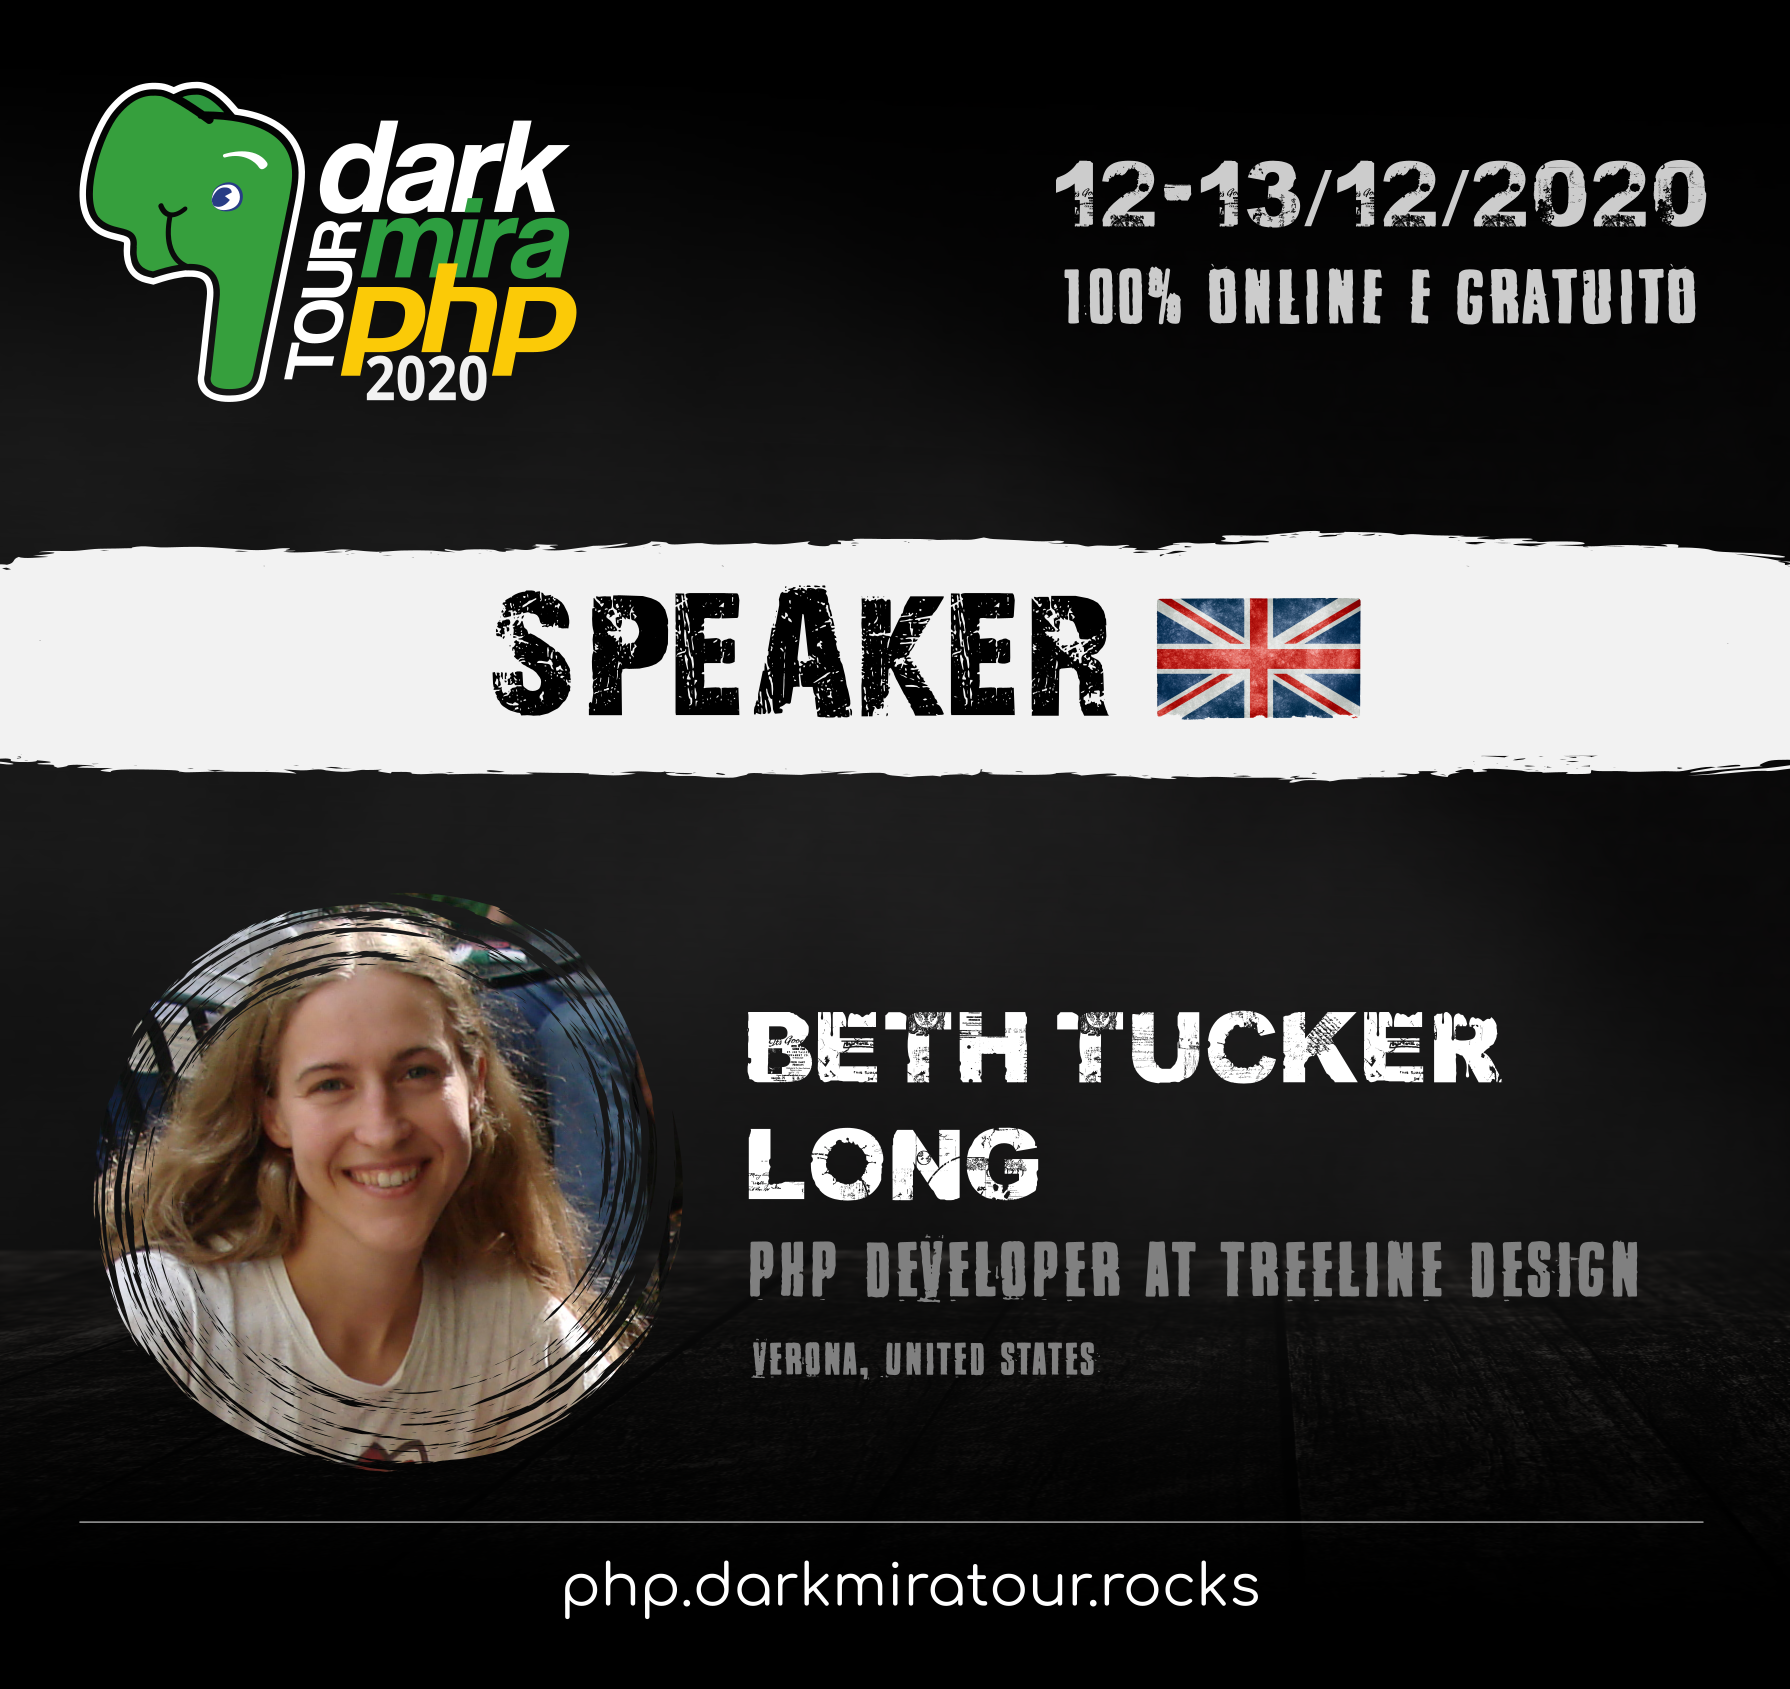 dark
mira
TOUR
php
2020
12-13/12/2020
100% ONLINE E GRATUITO
SPEAKER
BETH TUCKER
LONG
PHP DEVELOPER AT TREELINE DESIGN
VERONA, UNITED STATES
php.darkmiratour.rocks